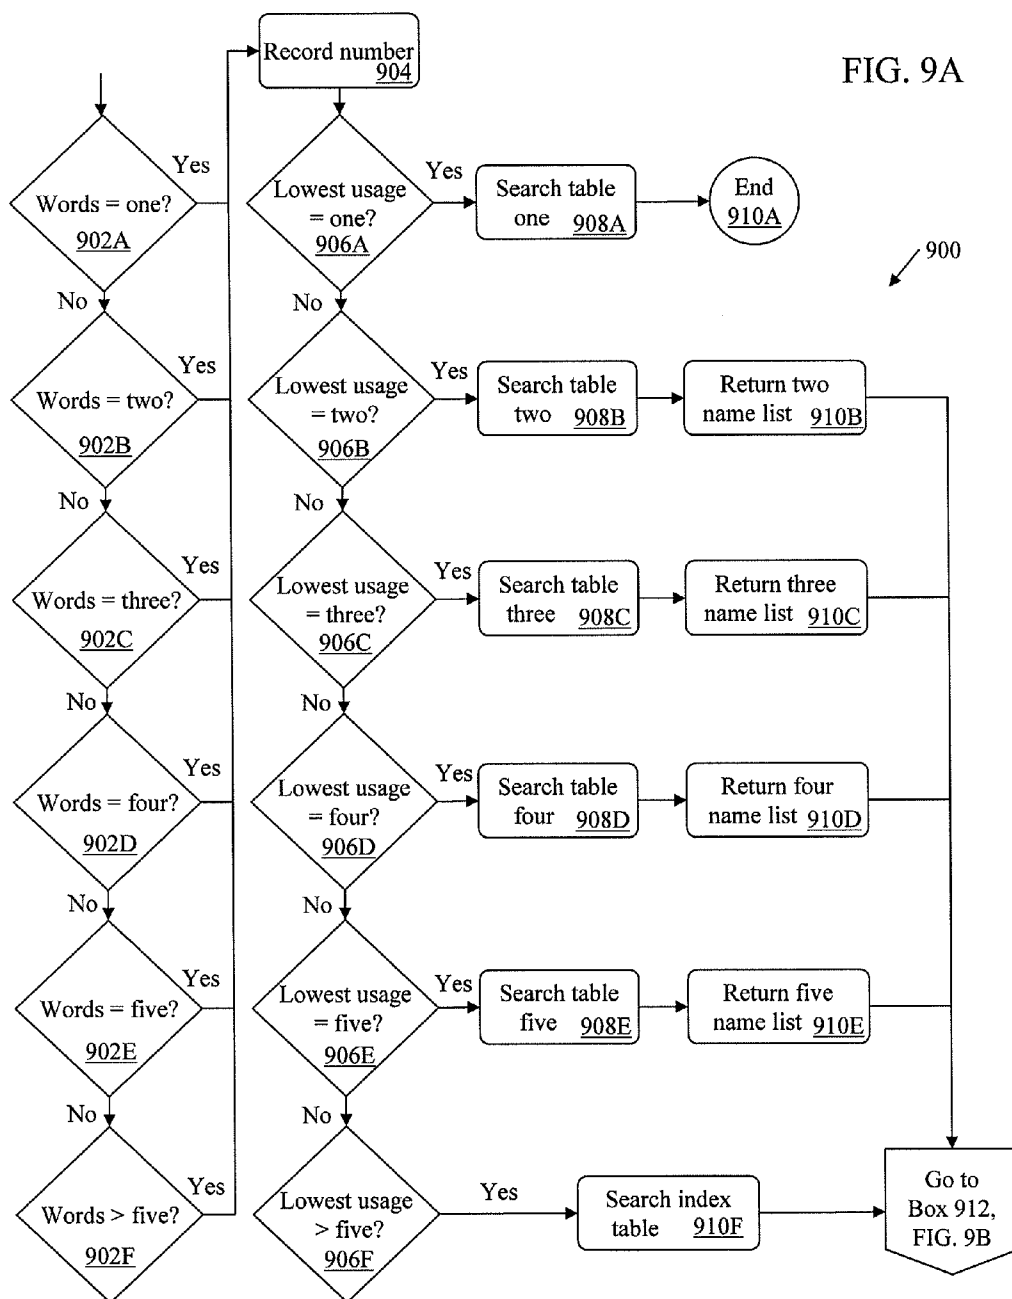 FIG. 9A
Record number
904
Words = one?
902A
Yes
No
Lowest usage
= one?
906A
Yes
No
Search table
one 908A
End
910A
900
Words = two?
902B
Yes
No
Lowest usage
= two?
906B
Yes
No
Search table
two 908B
Return two
name list 910B
Words = three?
902C
Yes
No
Lowest usage
= three?
906C
Yes
No
Search table
three 908C
Return three
name list 910C
Words = four?
902D
Yes
No
Lowest usage
= four?
906D
Yes
No
Search table
four 908D
Return four
name list 910D
Words = five?
902E
Yes
No
Lowest usage
= five?
906E
Yes
No
Search table
five 908E
Return five
name list 910E
Words > five?
902F
Yes
Lowest usage
> five?
906F
Yes
Search index
table 910F
Go to
Box 912,
FIG. 9B